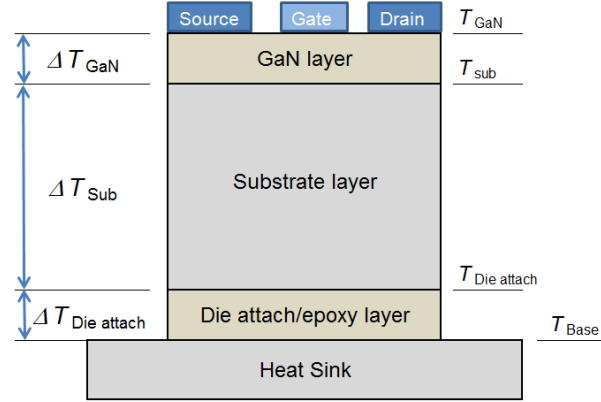 Source Gate Drain
T GaN
Δ T GaN
GaN layer
T sub
Δ T Sub
Substrate layer
T Die attach
Δ T Die attach
Die attach/epoxy layer
T Base
Heat Sink